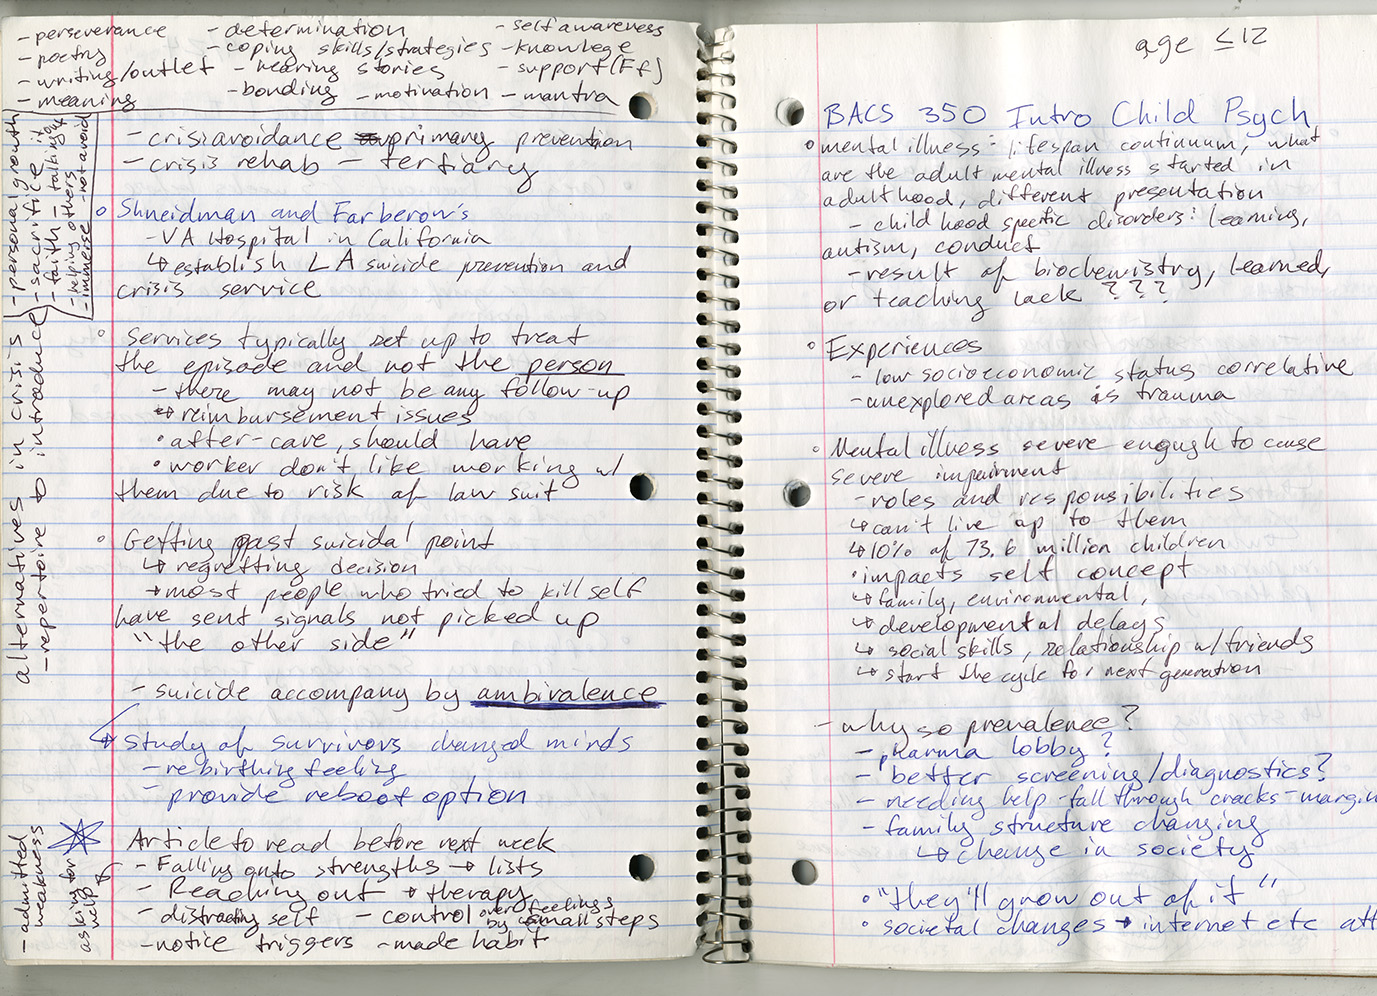 - perseverance - determination - self awareness
- poetry - coping skills/strategies - knowlege
- writing/outlet - hearing stories - support (Ff)
- meaning - bonding - motivation - mantra
- crisis avoidance primary prevention
- crisis rehab - tertiary
Shneidman and Farberow's
- VA Hospital in California
↳ establish LA suicide prevention and
crisis service
Services typically set up to treat
the episode and not the person
- there may not be any follow-up
↳ reimbursement issues
• after-care, should have
• worker don't like working w/
them due to risk of law suit
Getting past suicidal point
↳ regretting decision
→ most people who tried to kill self
have sent signals not picked up
"the other side"
- suicide accompany by ambivalence
↳ Study of survivors changed minds
- rebirthing feeling
- provide reboot option
Article to read before next week
- Falling onto strengths → lists
- Reaching out → therapy
- distracting self - control over feelings by small steps
- notice triggers - made habit
alternatives in crisis
- repertoire to introduce
- personal growth
- sacrifice it
- faith - talking
- helping others
- immerse - not avoid
- admitted
weakness
asking for
help
age ≤12
BACS 350 Intro Child Psych
• mental illness: lifespan continuum, what
are the adult mental illness started in
adulthood, different presentation
- childhood specific disorders: learning,
autism, conduct
- result of biochemistry, learned,
or teaching lack ???
• Experiences
- low socioeconomic status correlative
- unexplored areas is trauma
• Mental illness severe enough to cause
severe impairment
- roles and responsibilities
↳ can't live up to them
↳ 10% of 73.6 million children
• impacts self concept
↳ family, environmental,
↳ developmental delays
↳ social skills, relationship w/friends
↳ start the cycle for next generation
- why so prevalence?
- pharma lobby?
- better screening/diagnostics?
- needing help - fall through cracks - margin
- family structure changing
↳ change in society
• "they'll grow out of it"
• societal changes → internet etc att